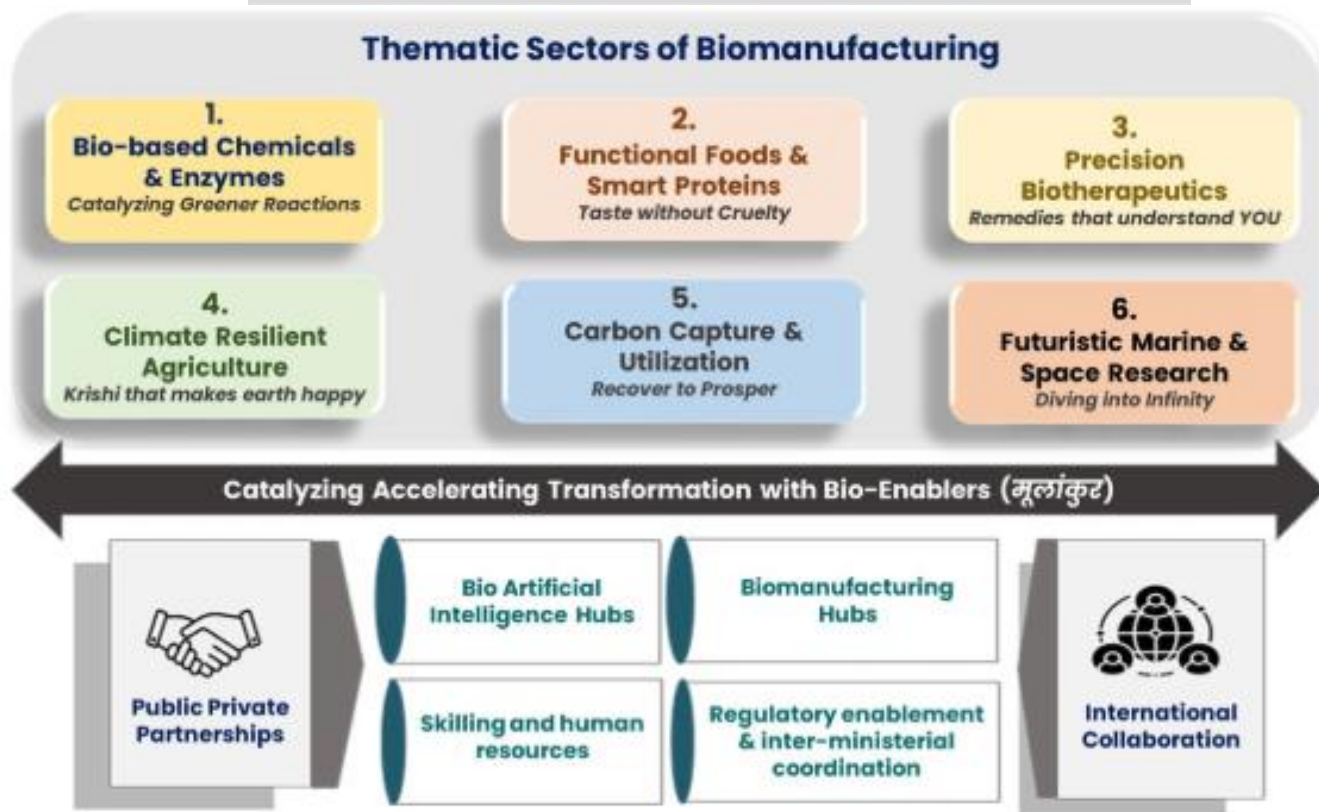 Thematic Sectors of Biomanufacturing
1.
Bio-based Chemicals
& Enzymes
Catalyzing Greener Reactions
2.
Functional Foods &
Smart Proteins
Taste without Cruelty
3.
Precision
Biotherapeutics
Remedies that understand YOU
4.
Climate Resilient
Agriculture
Krishi that makes earth happy
5.
Carbon Capture &
Utilization
Recover to Prosper
6.
Futuristic Marine &
Space Research
Diving into Infinity
Catalyzing Accelerating Transformation with Bio-Enablers (मूलांकुर)
Public Private
Partnerships
Bio Artificial
Intelligence Hubs
Biomanufacturing
Hubs
Skilling and human
resources
Regulatory enablement
& inter-ministerial
coordination
International
Collaboration